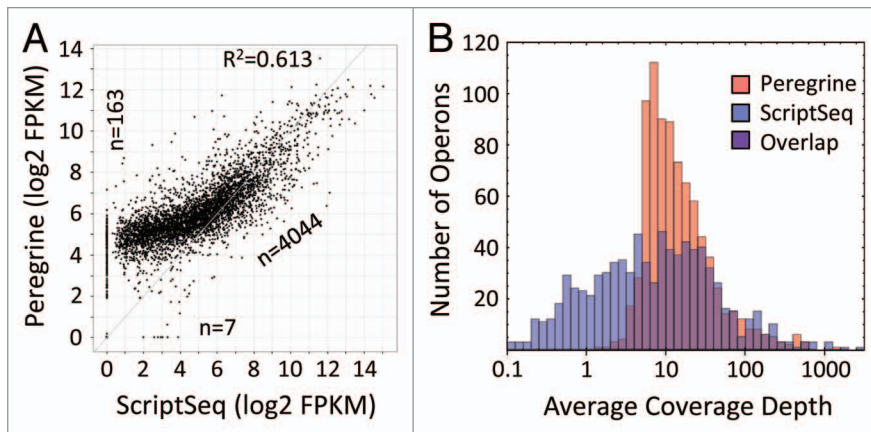 A
14
12
10
8
6
4
2
0
Peregrine (log2 FPKM)
n=163
R²=0.613
n=4044
n=7
0 2 4 6 8 10 12 14
ScriptSeq (log2 FPKM)
B
120
100
80
60
40
20
Number of Operons
Peregrine
ScriptSeq
Overlap
0.1 1 10 100 1000
Average Coverage Depth